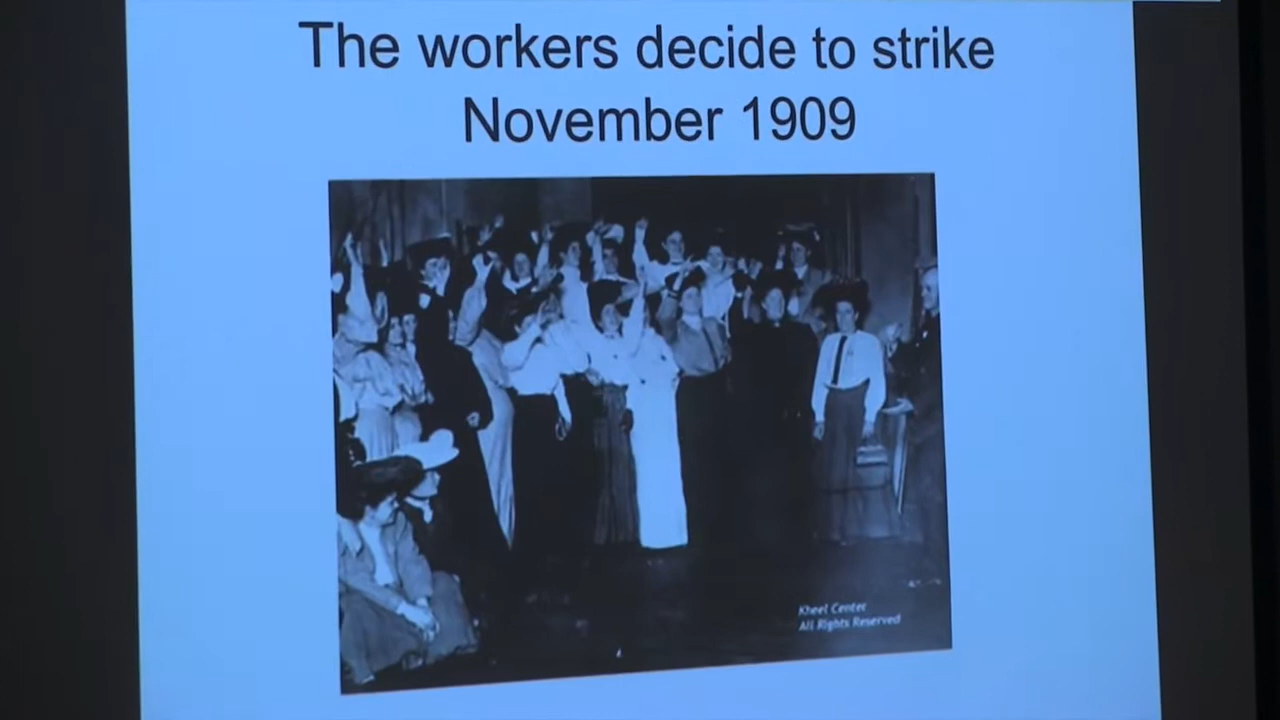 The workers decide to strike
November 1909
Kheel Center
All Rights Reserved